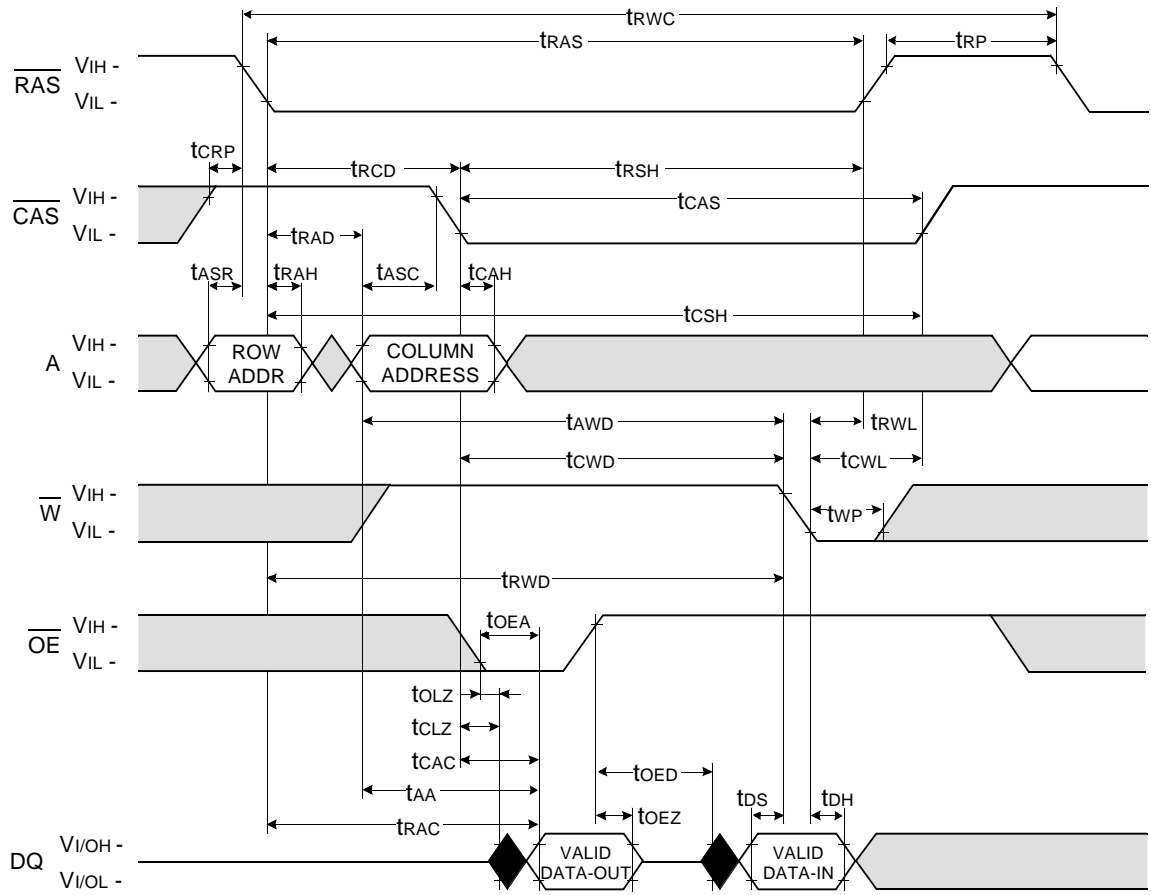 tRWC
tRAS
tRP
RAS
VIH -
VIL -
tCRP
tRCD
tRSH
CAS
VIH -
VIL -
tCAS
tRAD
tASR
tRAH
tASC
tCAH
tCSH
A
VIH -
VIL -
ROW
ADDR
COLUMN
ADDRESS
tAWD
tRWL
tCWD
tCWL
W
VIH -
VIL -
tWP
tRWD
OE
VIH -
VIL -
tOEA
tOLZ
tCLZ
tCAC
tOED
tAA
tDS
tDH
tRAC
tOEZ
DQ
VI/OH -
VI/OL -
VALID
DATA-OUT
VALID
DATA-IN